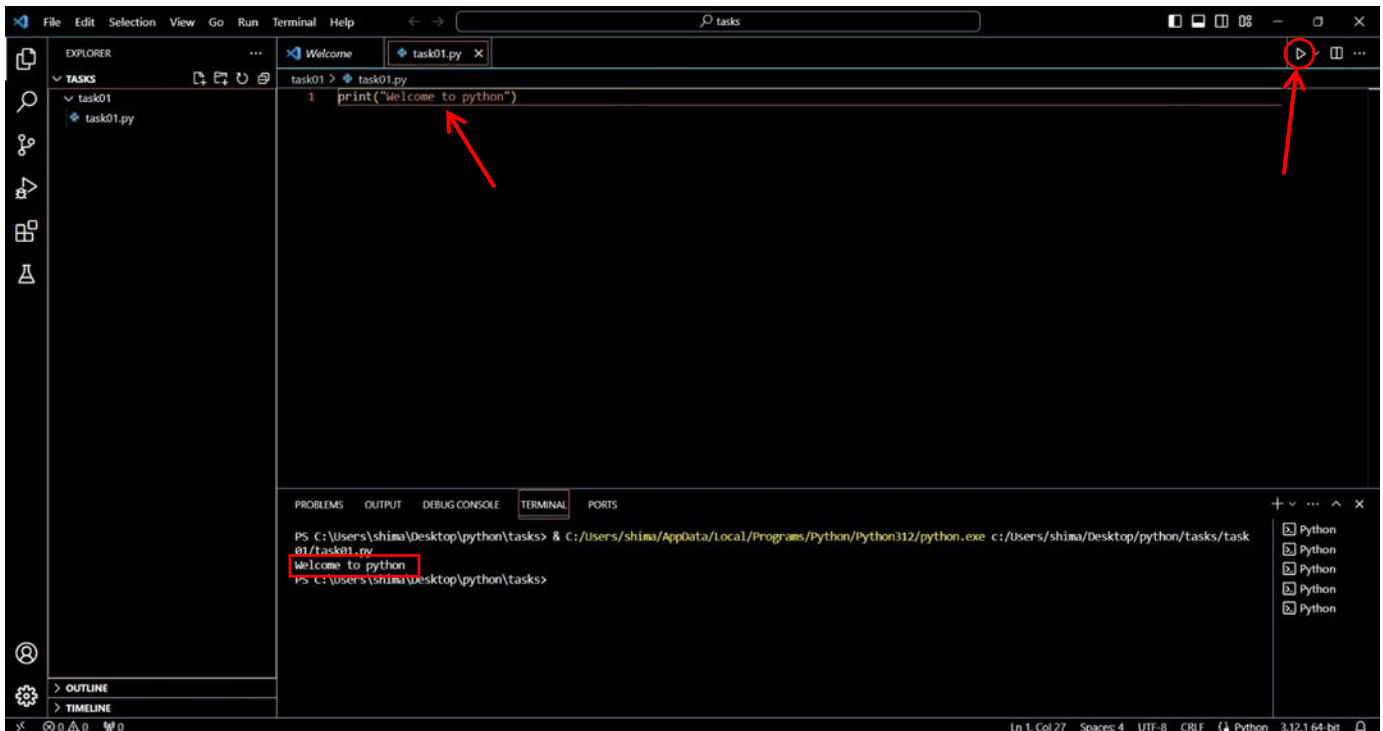 File Edit Selection View Go Run Terminal Help
tasks
EXPLORER
Welcome
task01.py
TASKS
task01 > task01.py
task01
task01.py
1 print("Welcome to python")
PROBLEMS OUTPUT DEBUG CONSOLE TERMINAL PORTS
PS C:\Users\shima\Desktop\python\tasks> & C:/Users/shima/AppData/Local/Programs/Python/Python312/python.exe c:/Users/shima/Desktop/python/tasks/task
01/task01.py
Welcome to python
PS C:\Users\shima\Desktop\python\tasks>
Python
Python
Python
Python
Python
OUTLINE
TIMELINE
0 0 0 Ln 1, Col 27 Spaces: 4 UTF-8 CRLF Python 3.12.1 64-bit